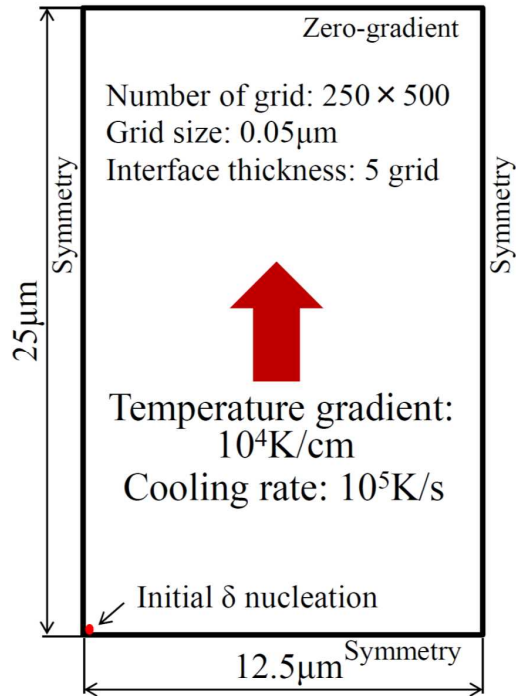 Zero-gradient
Number of grid: 250 × 500
Grid size: 0.05μm
Interface thickness: 5 grid
Symmetry
Symmetry
25μm
Temperature gradient:
10⁴K/cm
Cooling rate: 10⁵K/s
Initial δ nucleation
Symmetry
12.5μm